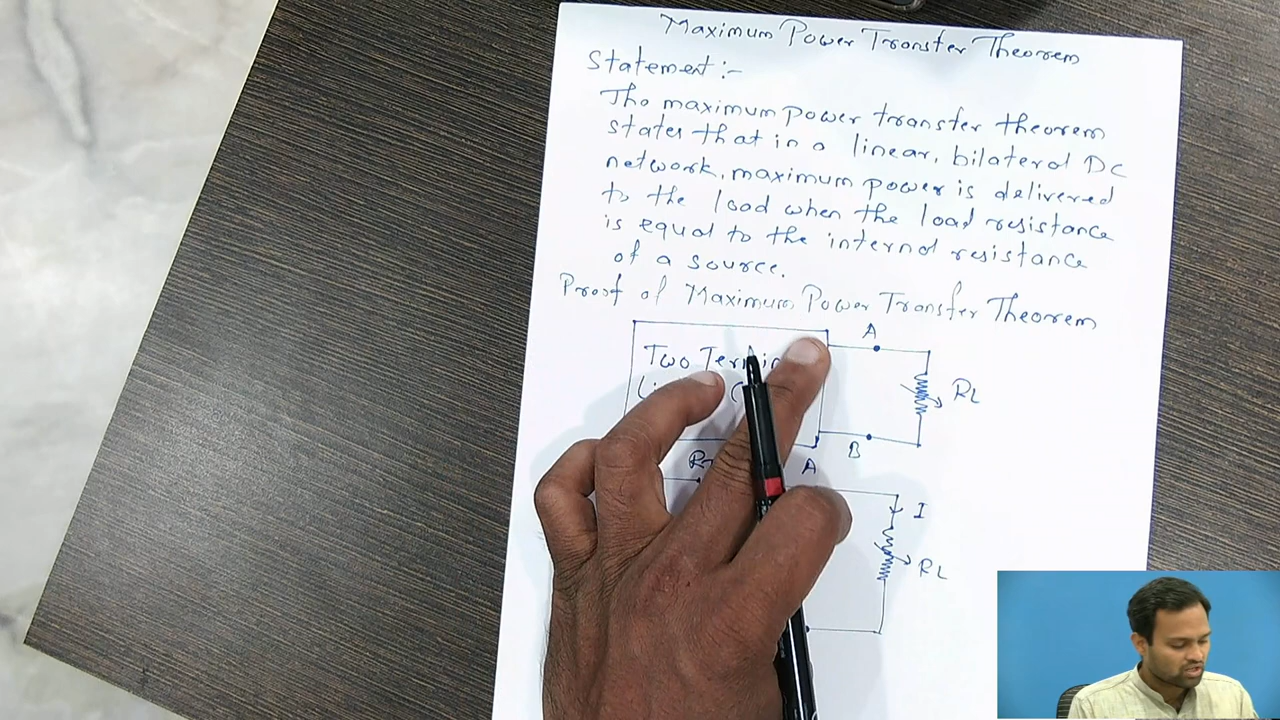 Maximum Power Transfer Theorem
Statement :-
The maximum power transfer theorem
states that in a linear, bilateral DC
network, maximum power is delivered
to the load when the load resistance
is equal to the internal resistance
of a source.
Proof of Maximum Power Transfer Theorem
A
Two
RL
B
A
I
RL